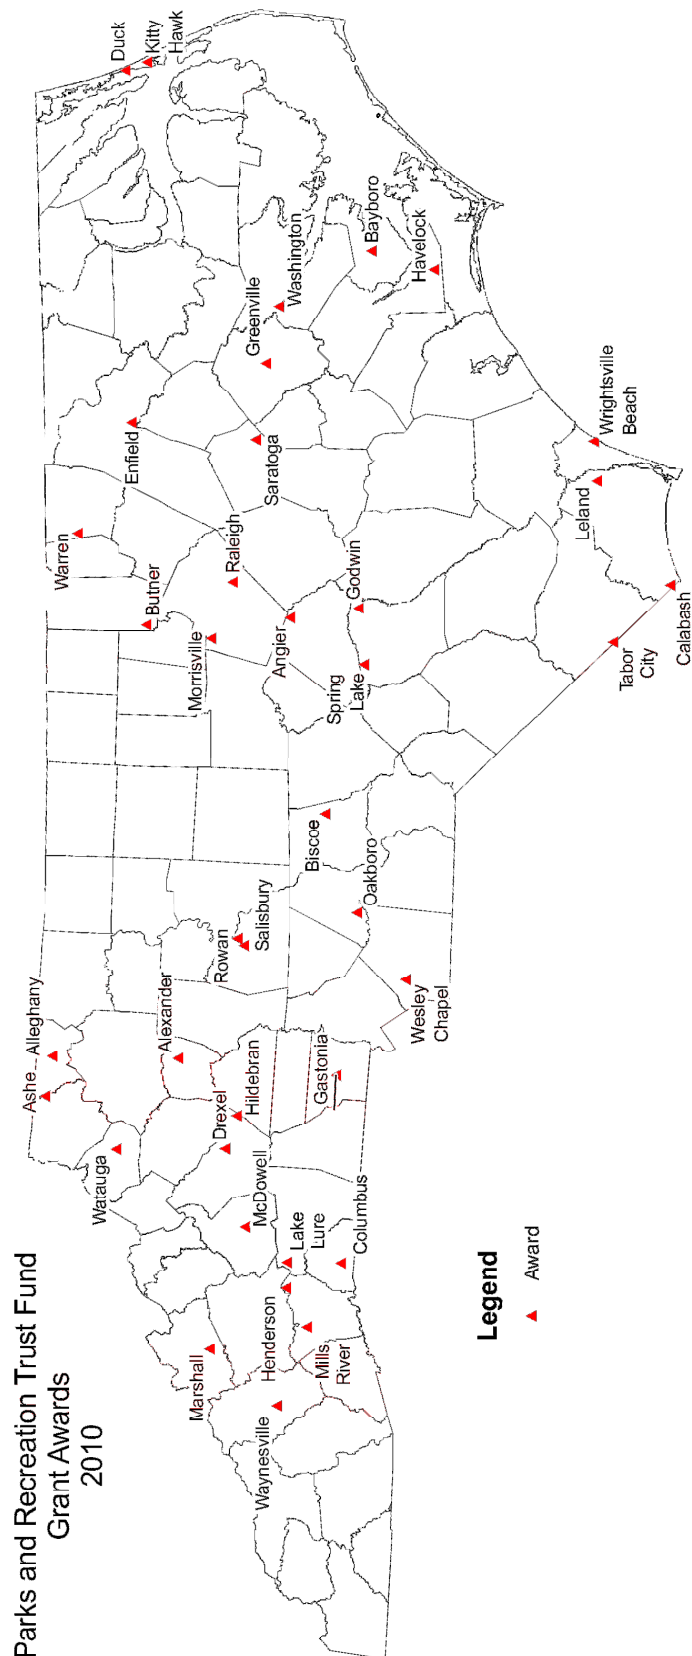 Parks and Recreation Trust Fund
Grant Awards
2010
Ashe
Alleghany
Watauga
Alexander
Drexel
Hildebran
McDowell
Marshall
Waynesville
Henderson
Mills
River
Lake
Lure
Columbus
Gastonia
Rowan
Salisbury
Wesley
Chapel
Oakboro
Biscoe
Warren
Butner
Morrisville
Raleigh
Angier
Spring
Lake
Godwin
Enfield
Saratoga
Greenville
Washington
Bayboro
Havelock
Duck
Kitty
Hawk
Wrightsville
Beach
Leland
Calabash
Tabor
City
Legend
Award